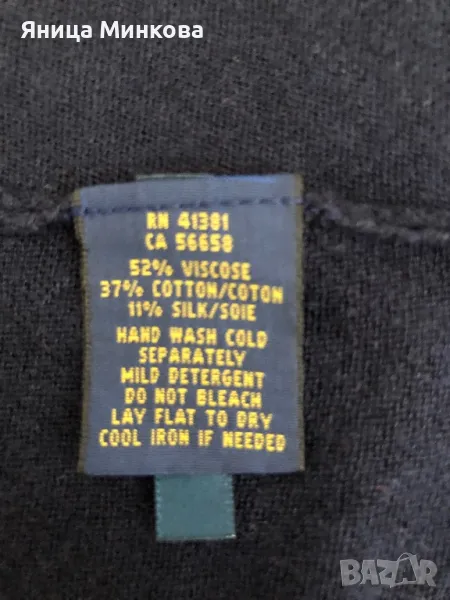 Яница Минкова
RN 41381
CA 56658
52% VISCOSE
37% COTTON/COTON
11% SILK/SOIE
HAND WASH COLD
SEPARATELY
MILD DETERGENT
DO NOT BLEACH
LAY FLAT TO DRY
COOL IRON IF NEEDED
BAZAR